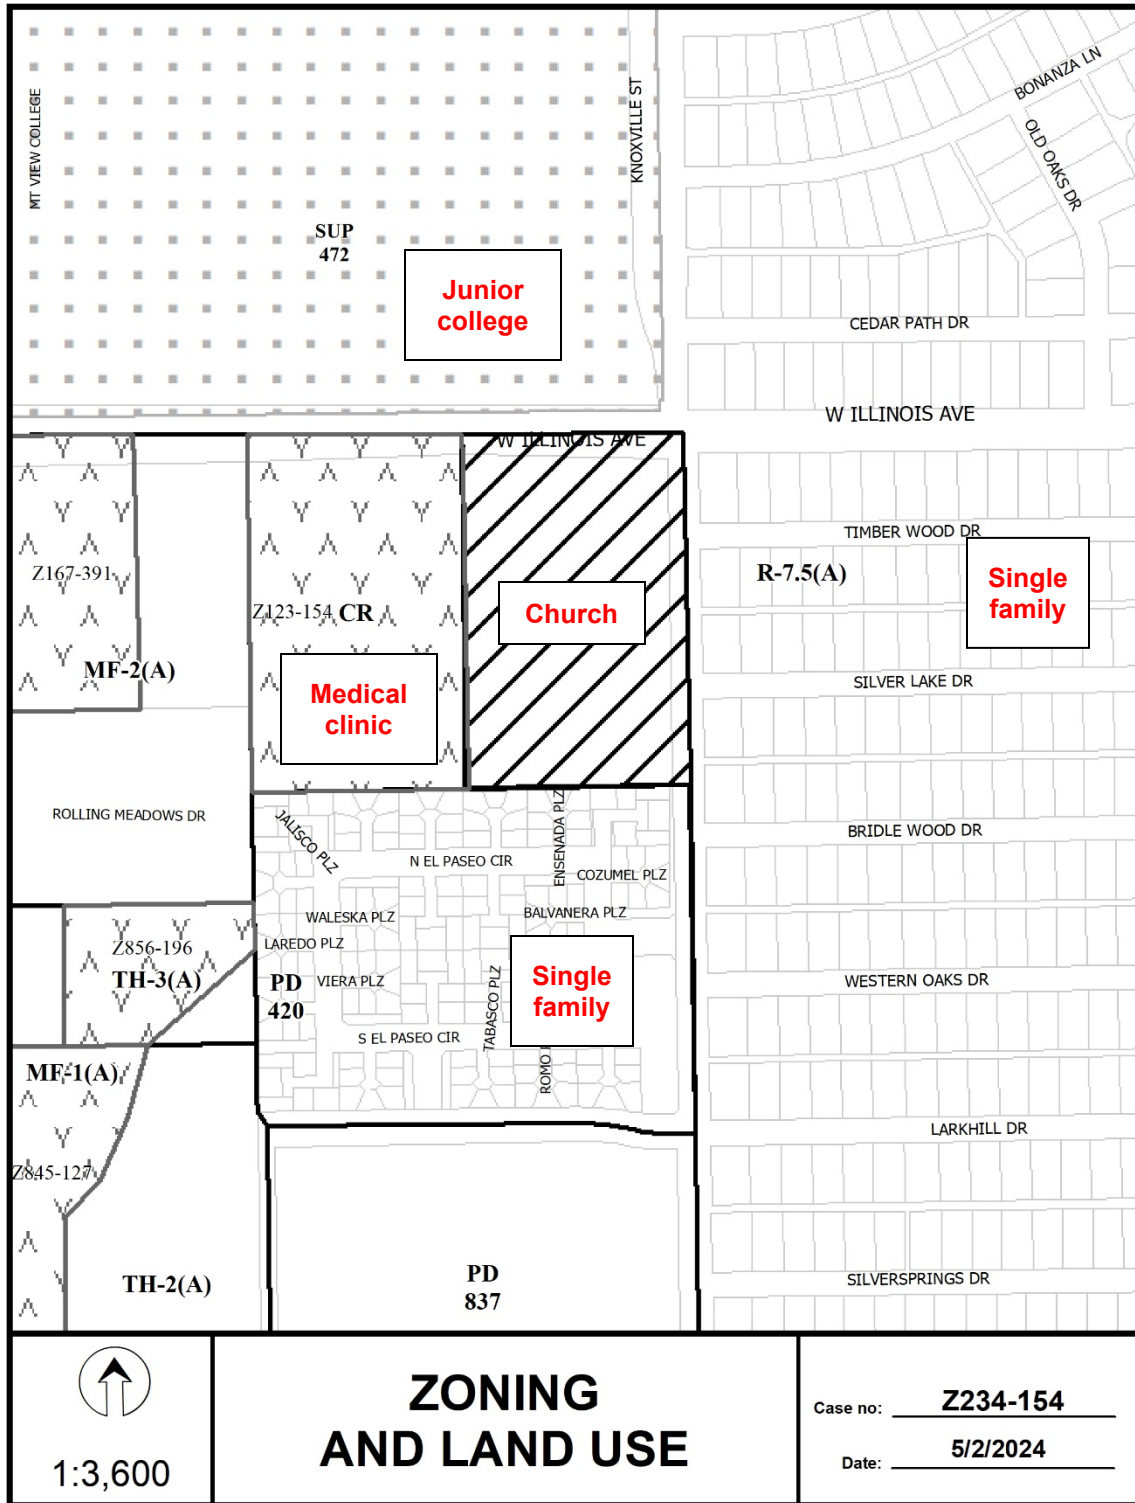 MT VIEW COLLEGE
KNOXVILLE ST
BONANZA LN
OLD OAKS DR
SUP
472
Junior
college
CEDAR PATH DR
W ILLINOIS AVE
W ILLINOIS AVE
TIMBER WOOD DR
Z167-391
R-7.5(A)
Single
family
Z123-154
CR
Church
MF-2(A)
Medical
clinic
SILVER LAKE DR
ROLLING MEADOWS DR
JALISCO PLZ
N EL PASEO CIR
ENSENADA PLZ
COZUMEL PLZ
BRIDLE WOOD DR
WALESKA PLZ
BALVANERA PLZ
Z856-196
LAREDO PLZ
TH-3(A)
PD
420
VIERA PLZ
TABASCO PLZ
Single
family
WESTERN OAKS DR
S EL PASEO CIR
ROMO
MF-1(A)
LARKHILL DR
Z845-127
TH-2(A)
PD
837
SILVERSPRINGS DR
1:3,600
ZONING
AND LAND USE
Case no: Z234-154
Date: 5/2/2024